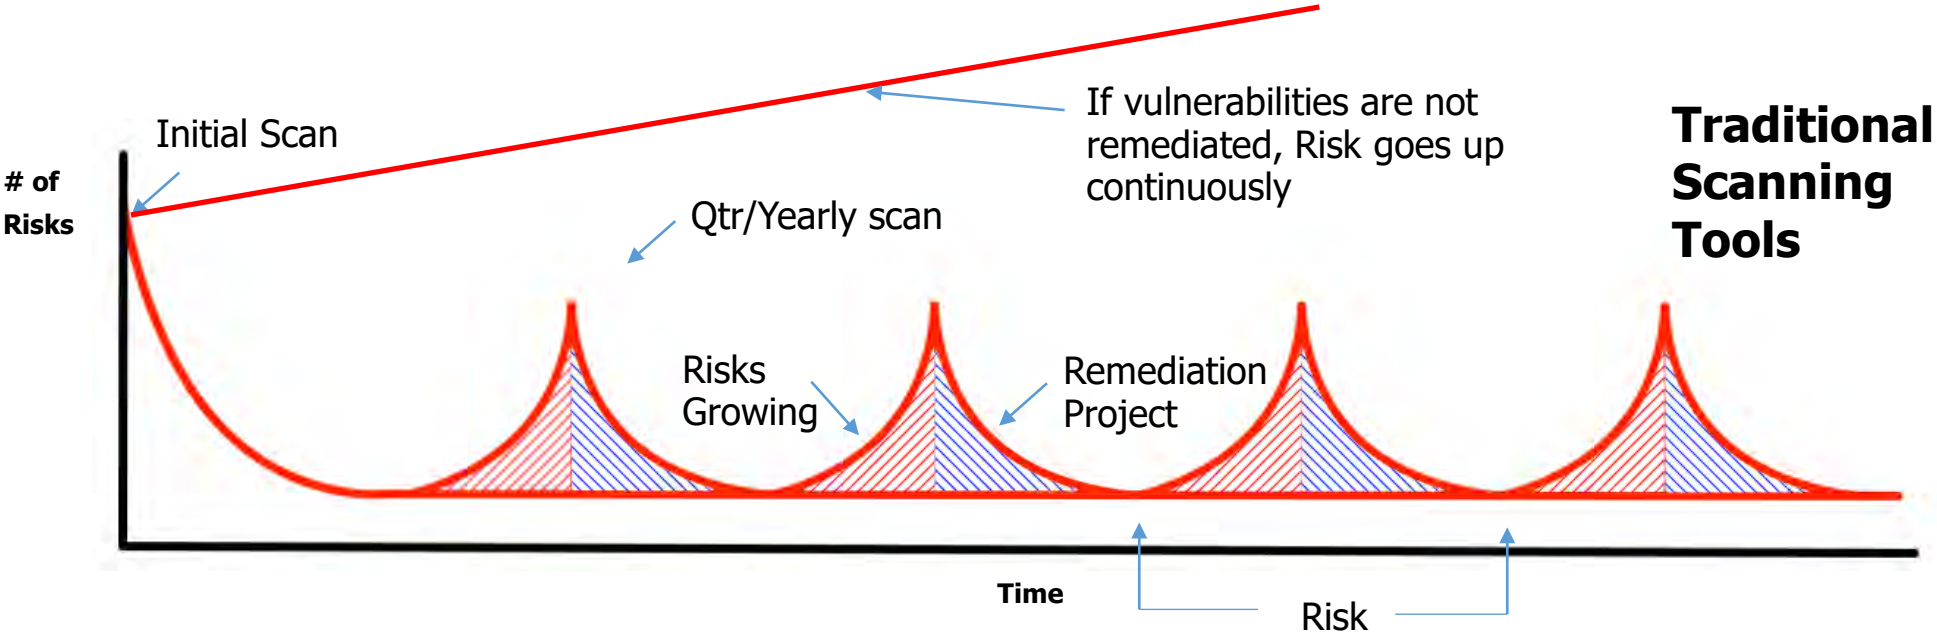 Initial Scan
# of
Risks
If vulnerabilities are not
remediated, Risk goes up
continuously
Traditional
Scanning
Tools
Qtr/Yearly scan
Risks
Growing
Remediation
Project
Time
Risk